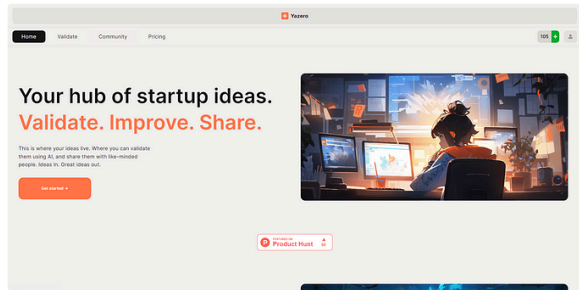 Yazero
Home Validate Community Pricing
105 +
Your hub of startup ideas.
Validate. Improve. Share.
This is where your ideas live. Where you can validate
them using AI, and share them with like-minded
people. Ideas in. Great ideas out.
Get started →
FEATURED ON
Product Hunt